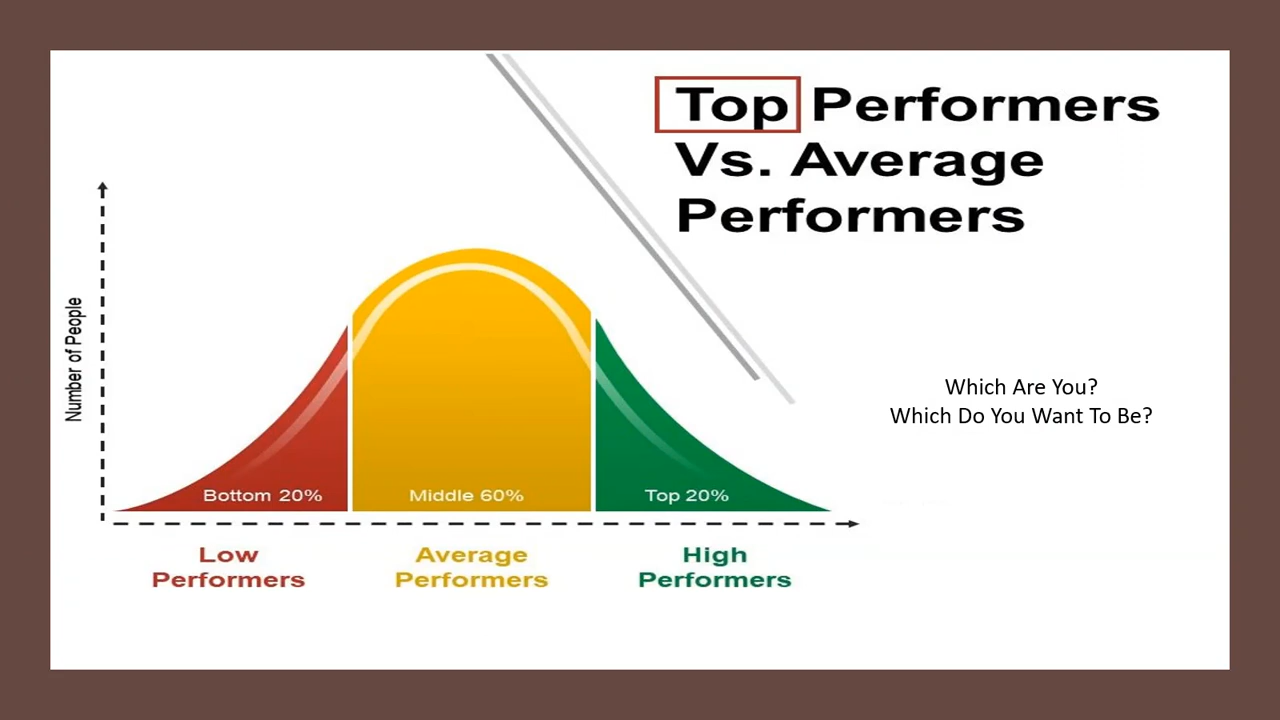 Top Performers
Vs. Average
Performers
Number of People
Which Are You?
Which Do You Want To Be?
Bottom 20%
Middle 60%
Top 20%
Low
Performers
Average
Performers
High
Performers